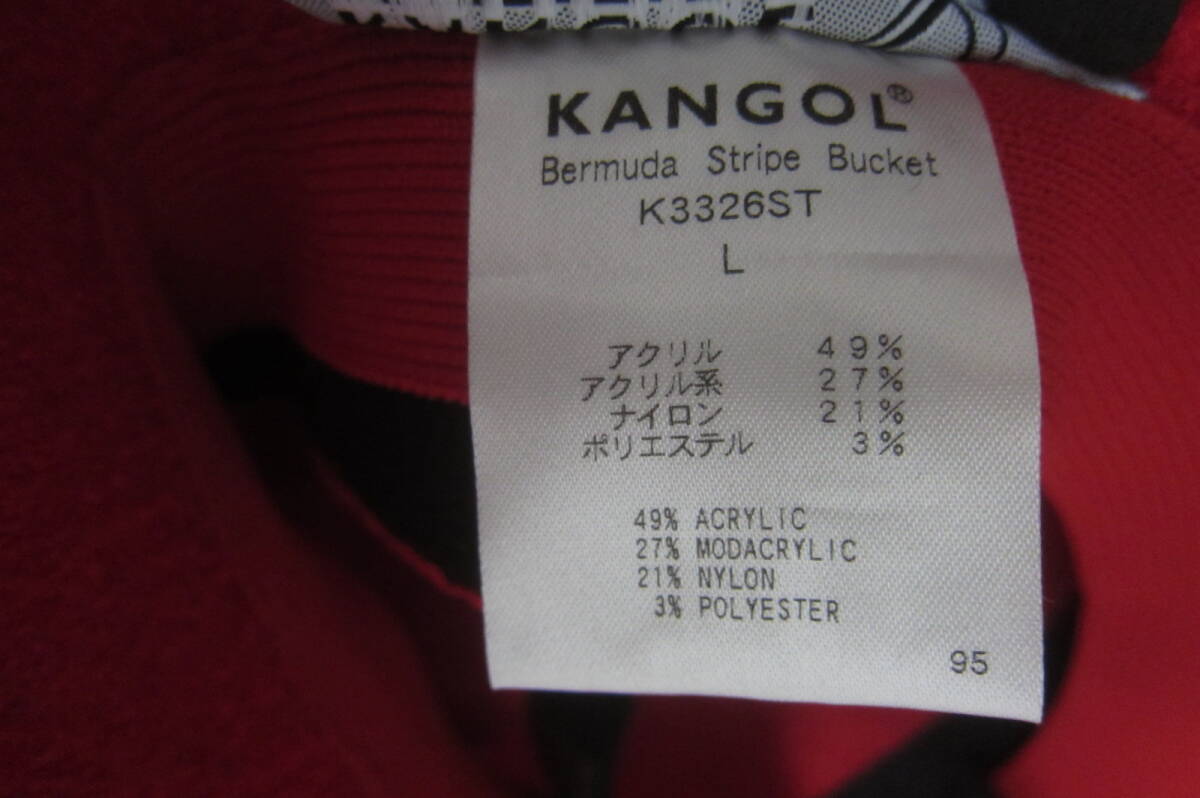 KANGOL®
Bermuda Stripe Bucket
K3326ST
L
アクリル 49%
アクリル系 27%
ナイロン 21%
ポリエステル 3%
49% ACRYLIC
27% MODACRYLIC
21% NYLON
3% POLYESTER
95